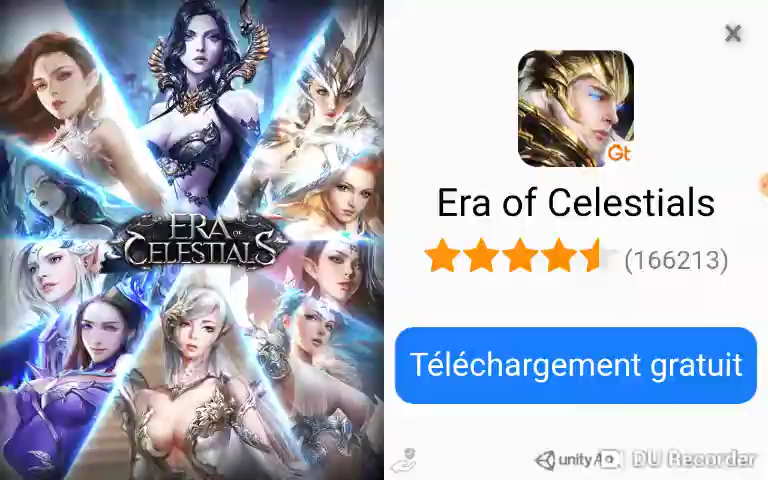 ERA OF
CELESTIALS
Gt
Era of Celestials
(166213)
Téléchargement gratuit
unity
DU Recorder